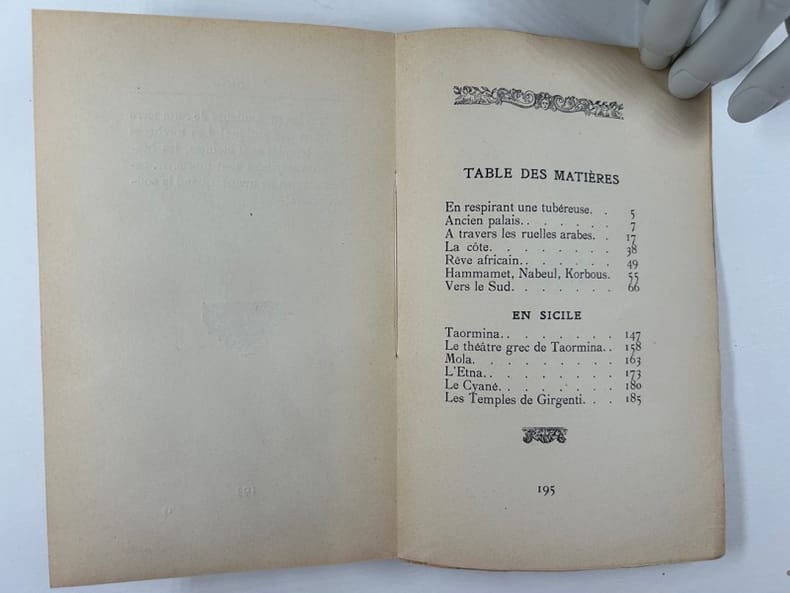 TABLE DES MATIÈRES
En respirant une tubéreuse. . 5
Ancien palais. . . . . . . 7
A travers les ruelles arabes. . 17
La côte. . . . . . . . 38
Rêve africain. . . . . . . 49
Hammamet, Nabeul, Korbous. 55
Vers le Sud. . . . . . . 66
EN SICILE
Taormina. . . . . . . . 147
Le théâtre grec de Taormina. . 158
Mola. . . . . . . . . 163
L'Etna. . . . . . . . . 173
Le Cyané. . . . . . . . 180
Les Temples de Girgenti. . . 185
195